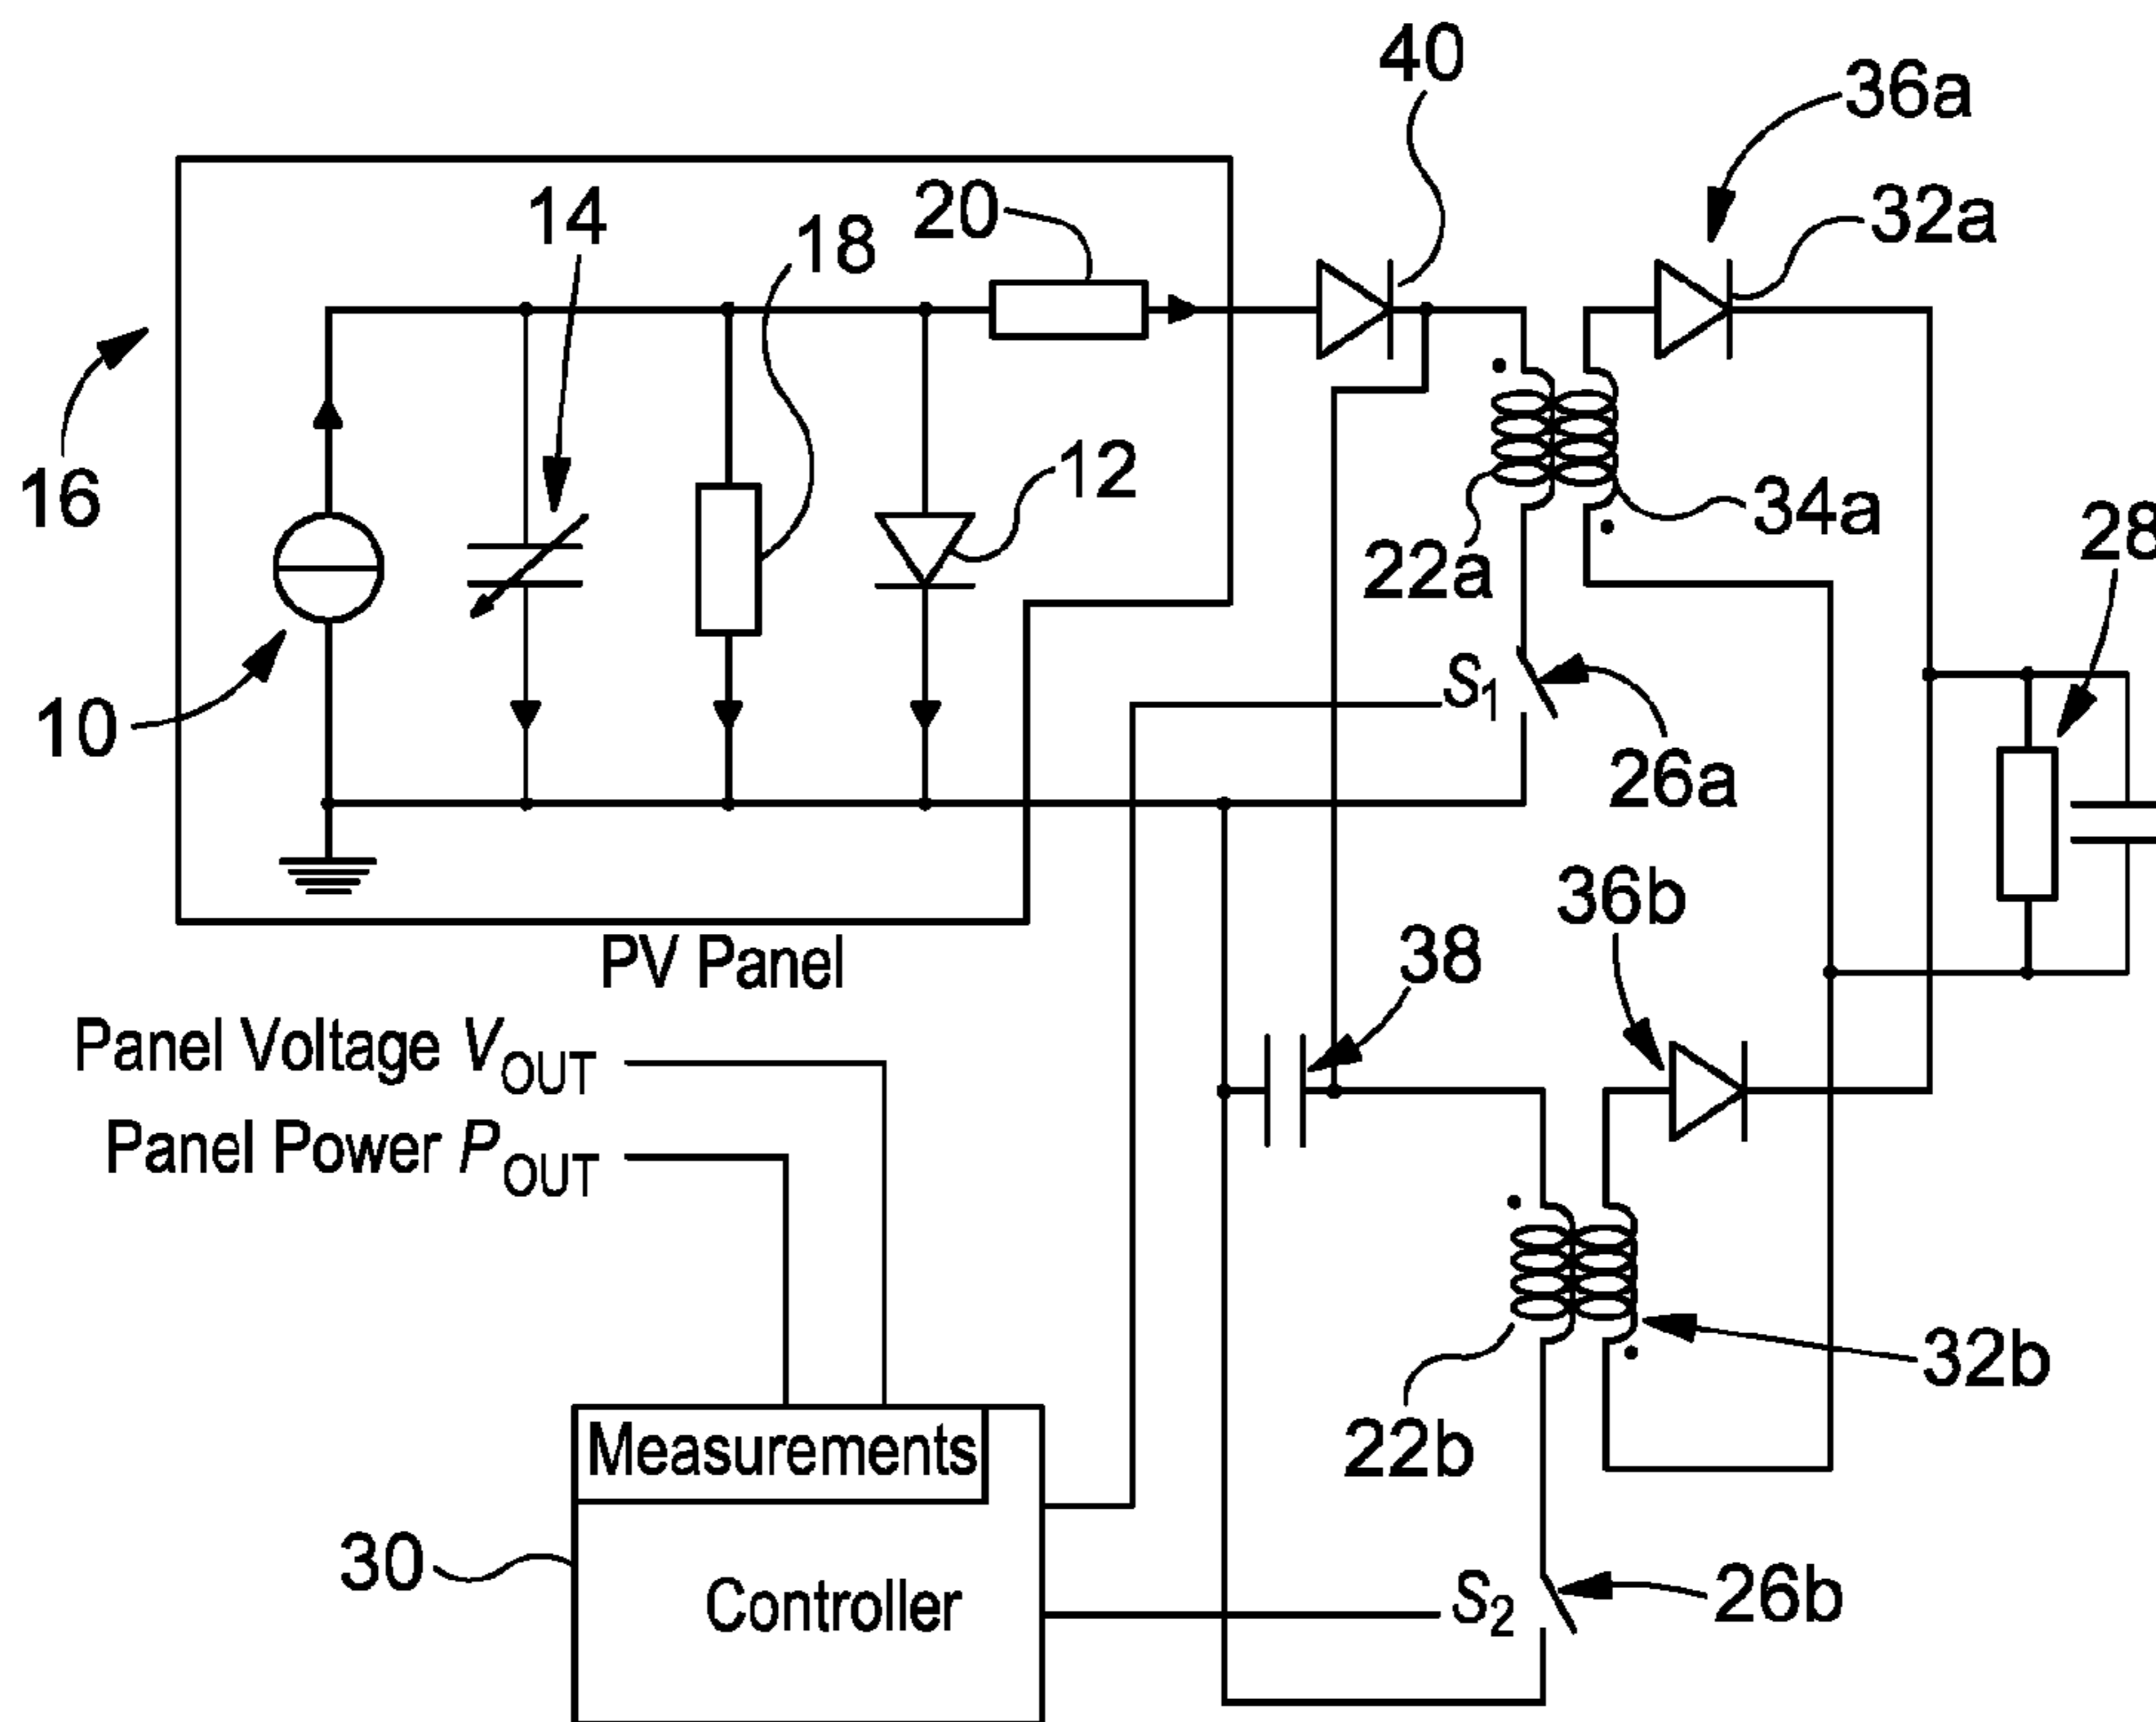 40
36a
14
20
32a
18
16
12
34a
28
22a
S1
10
26a
36b
38
PV Panel
Panel Voltage VOUT
Panel Power POUT
32b
22b
Measurements
30
Controller
S2
26b